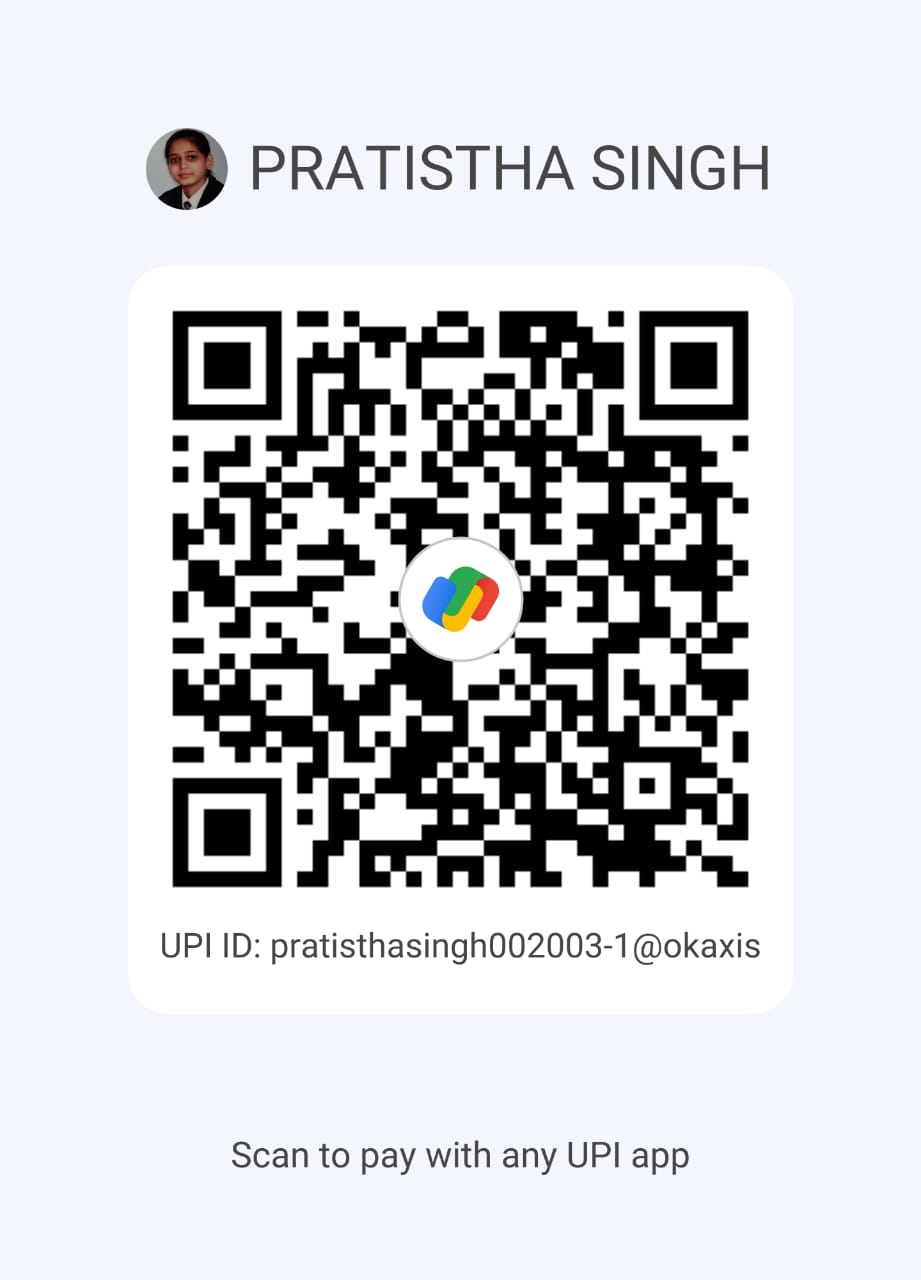 PRATISTHA SINGH
UPI ID: pratisthasingh002003-1@okaxis
Scan to pay with any UPI app